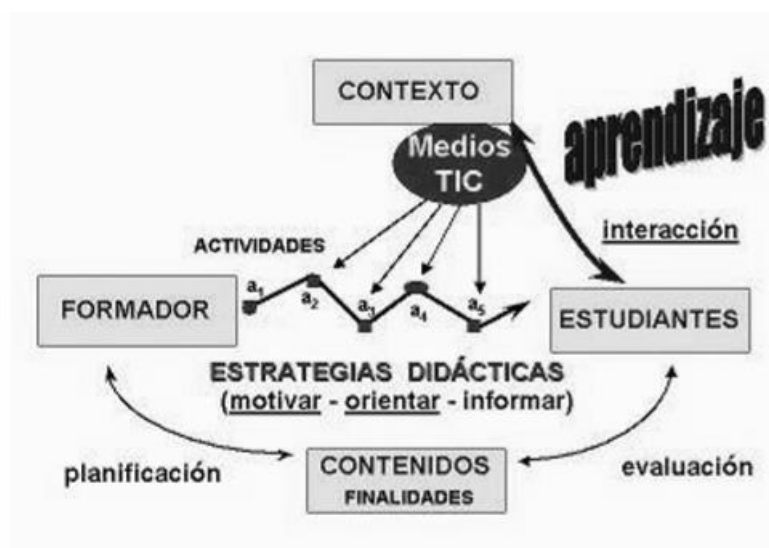 CONTEXTO
aprendizaje
Medios
TIC
interacción
ACTIVIDADES
a1
a2
a3
a4
a5
FORMADOR
ESTUDIANTES
ESTRATEGIAS DIDÁCTICAS
(motivar - orientar - informar)
planificación
CONTENIDOS
FINALIDADES
evaluación